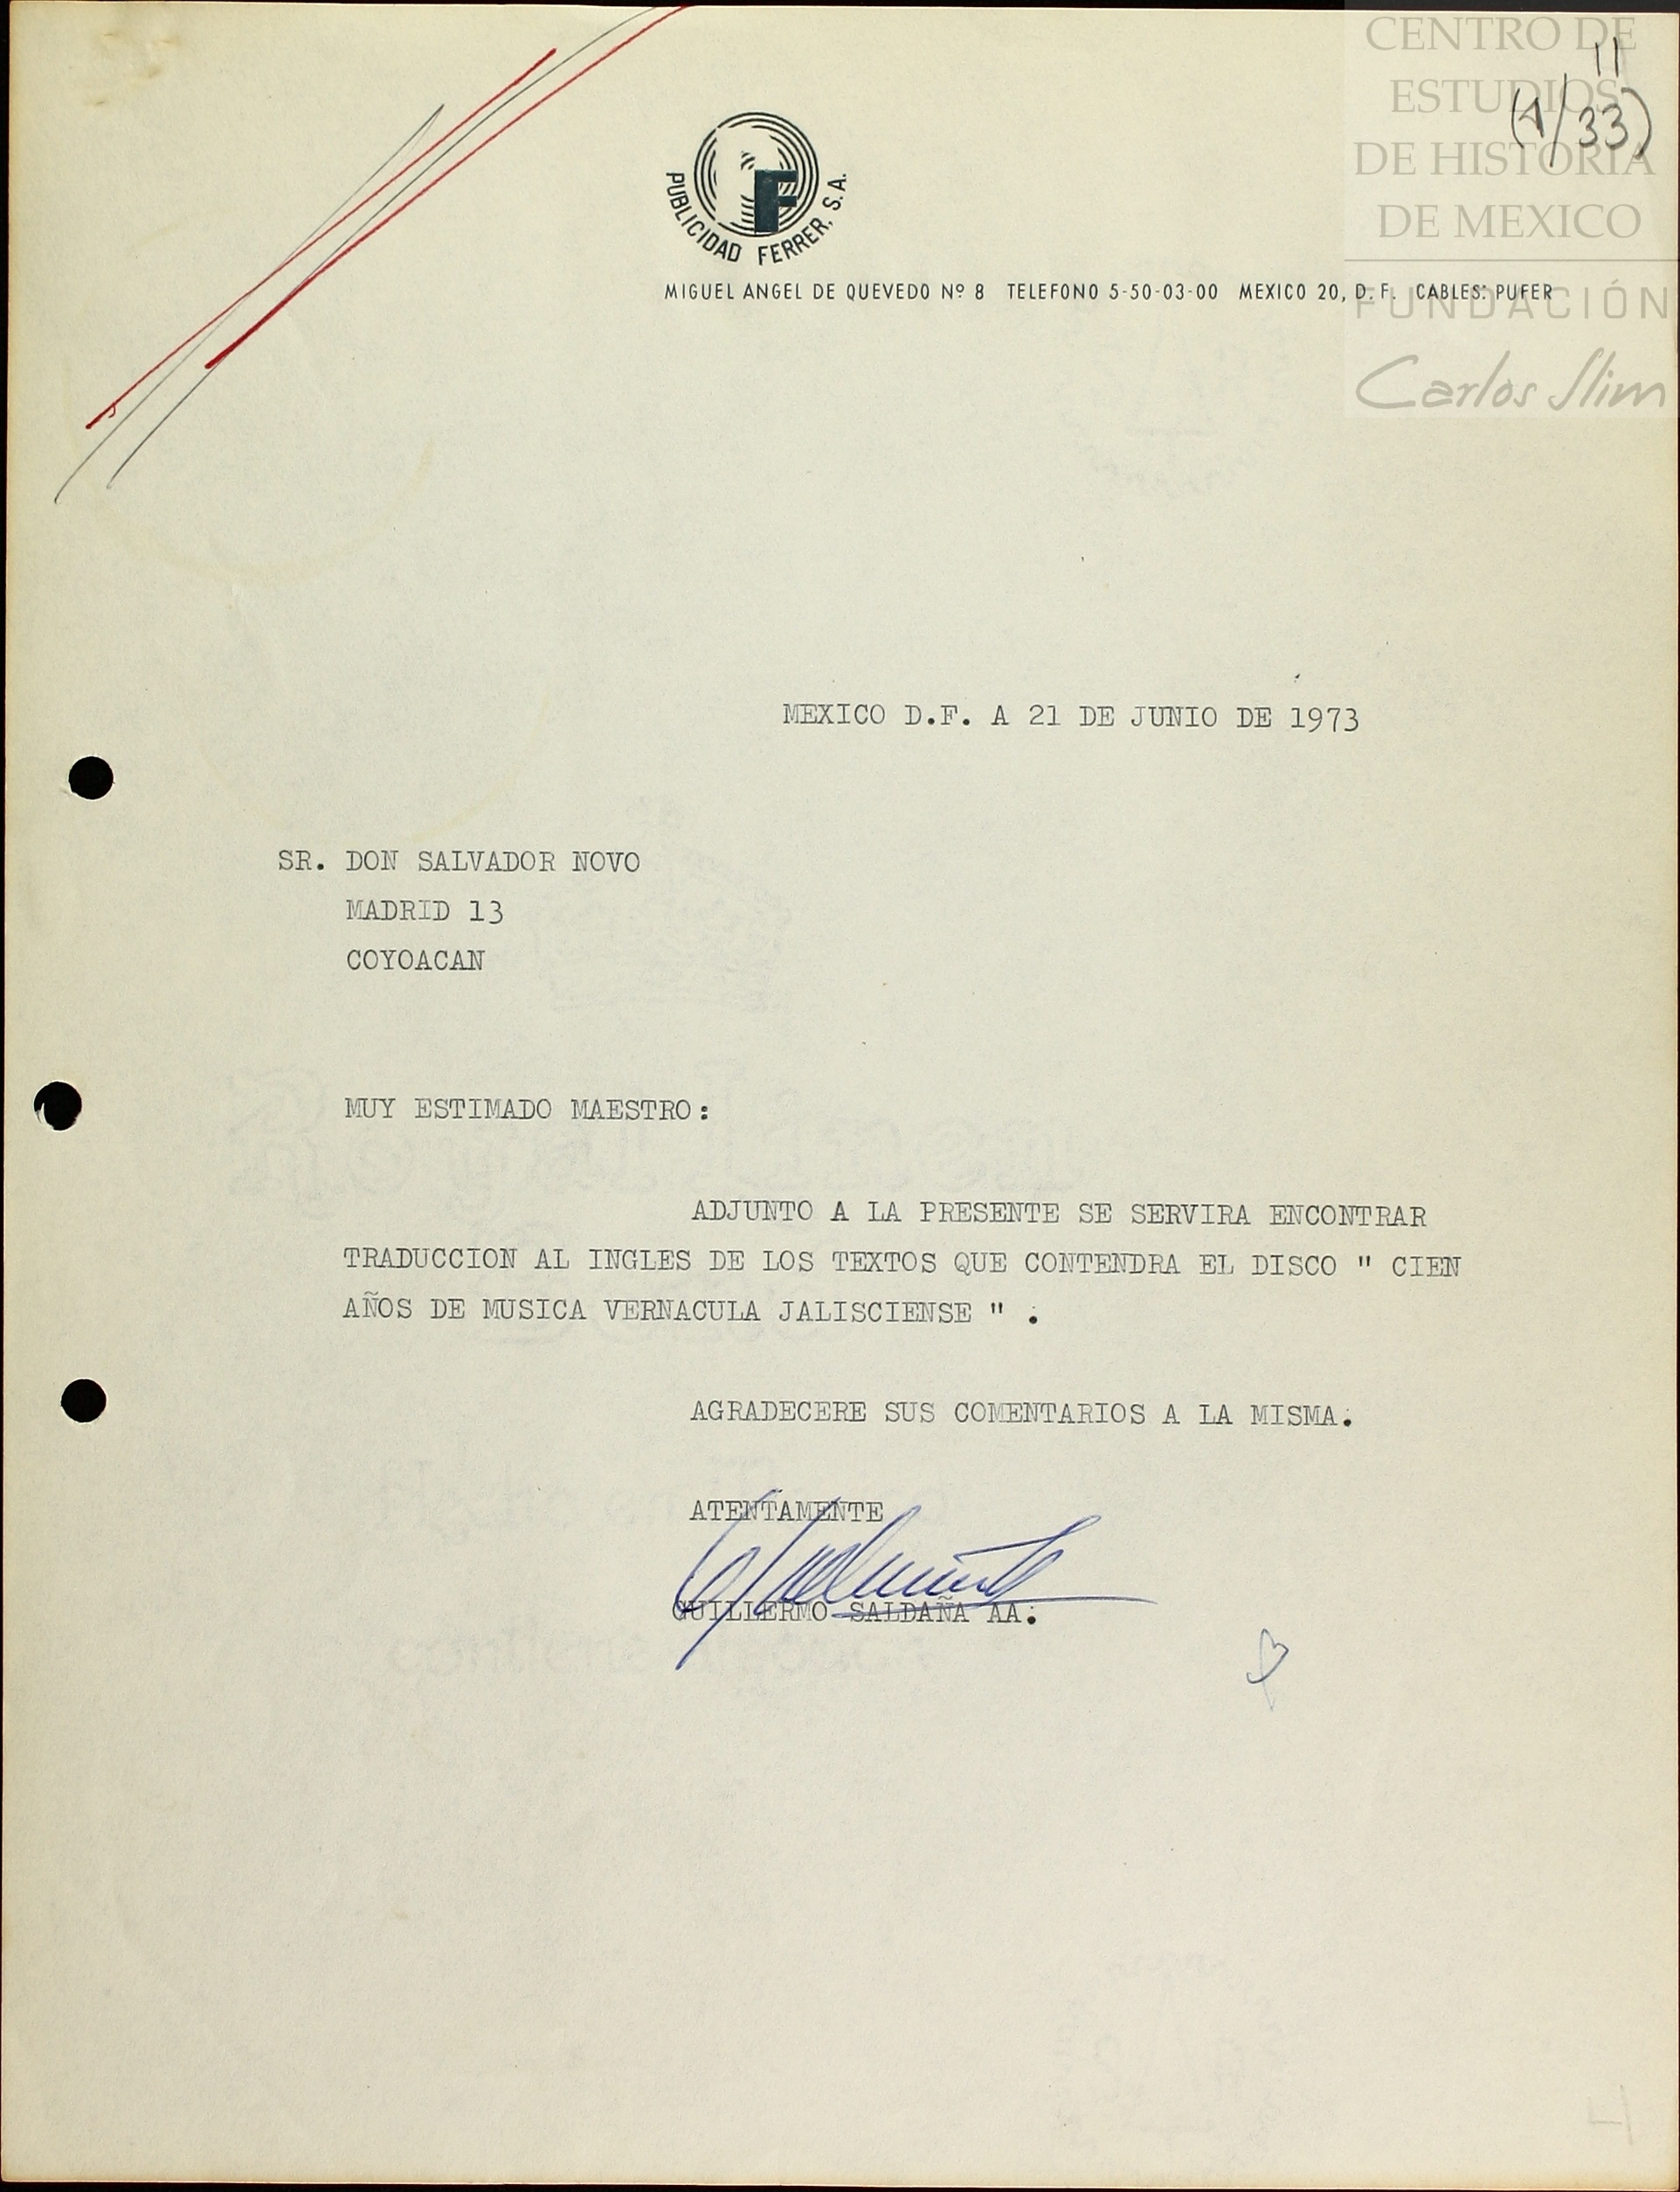 CENTRO DE
ESTUDIOS
DE HISTORIA
DE MEXICO
FUNDACIÓN
Carlos Slim
11
(1/33)
F
PUBLICIDAD FERRER, S.A.
MIGUEL ANGEL DE QUEVEDO Nº 8 TELEFONO 5-50-03-00 MEXICO 20, D. F. CABLES: PUFER
MEXICO D.F. A 21 DE JUNIO DE 1973
SR. DON SALVADOR NOVO
MADRID 13
COYOACAN
MUY ESTIMADO MAESTRO:
ADJUNTO A LA PRESENTE SE SERVIRA ENCONTRAR
TRADUCCION AL INGLES DE LOS TEXTOS QUE CONTENDRA EL DISCO " CIEN
AÑOS DE MUSICA VERNACULA JALISCIENSE " .
AGRADECERE SUS COMENTARIOS A LA MISMA.
ATENTAMENTE
GUILLERMO SALDAÑA AA.